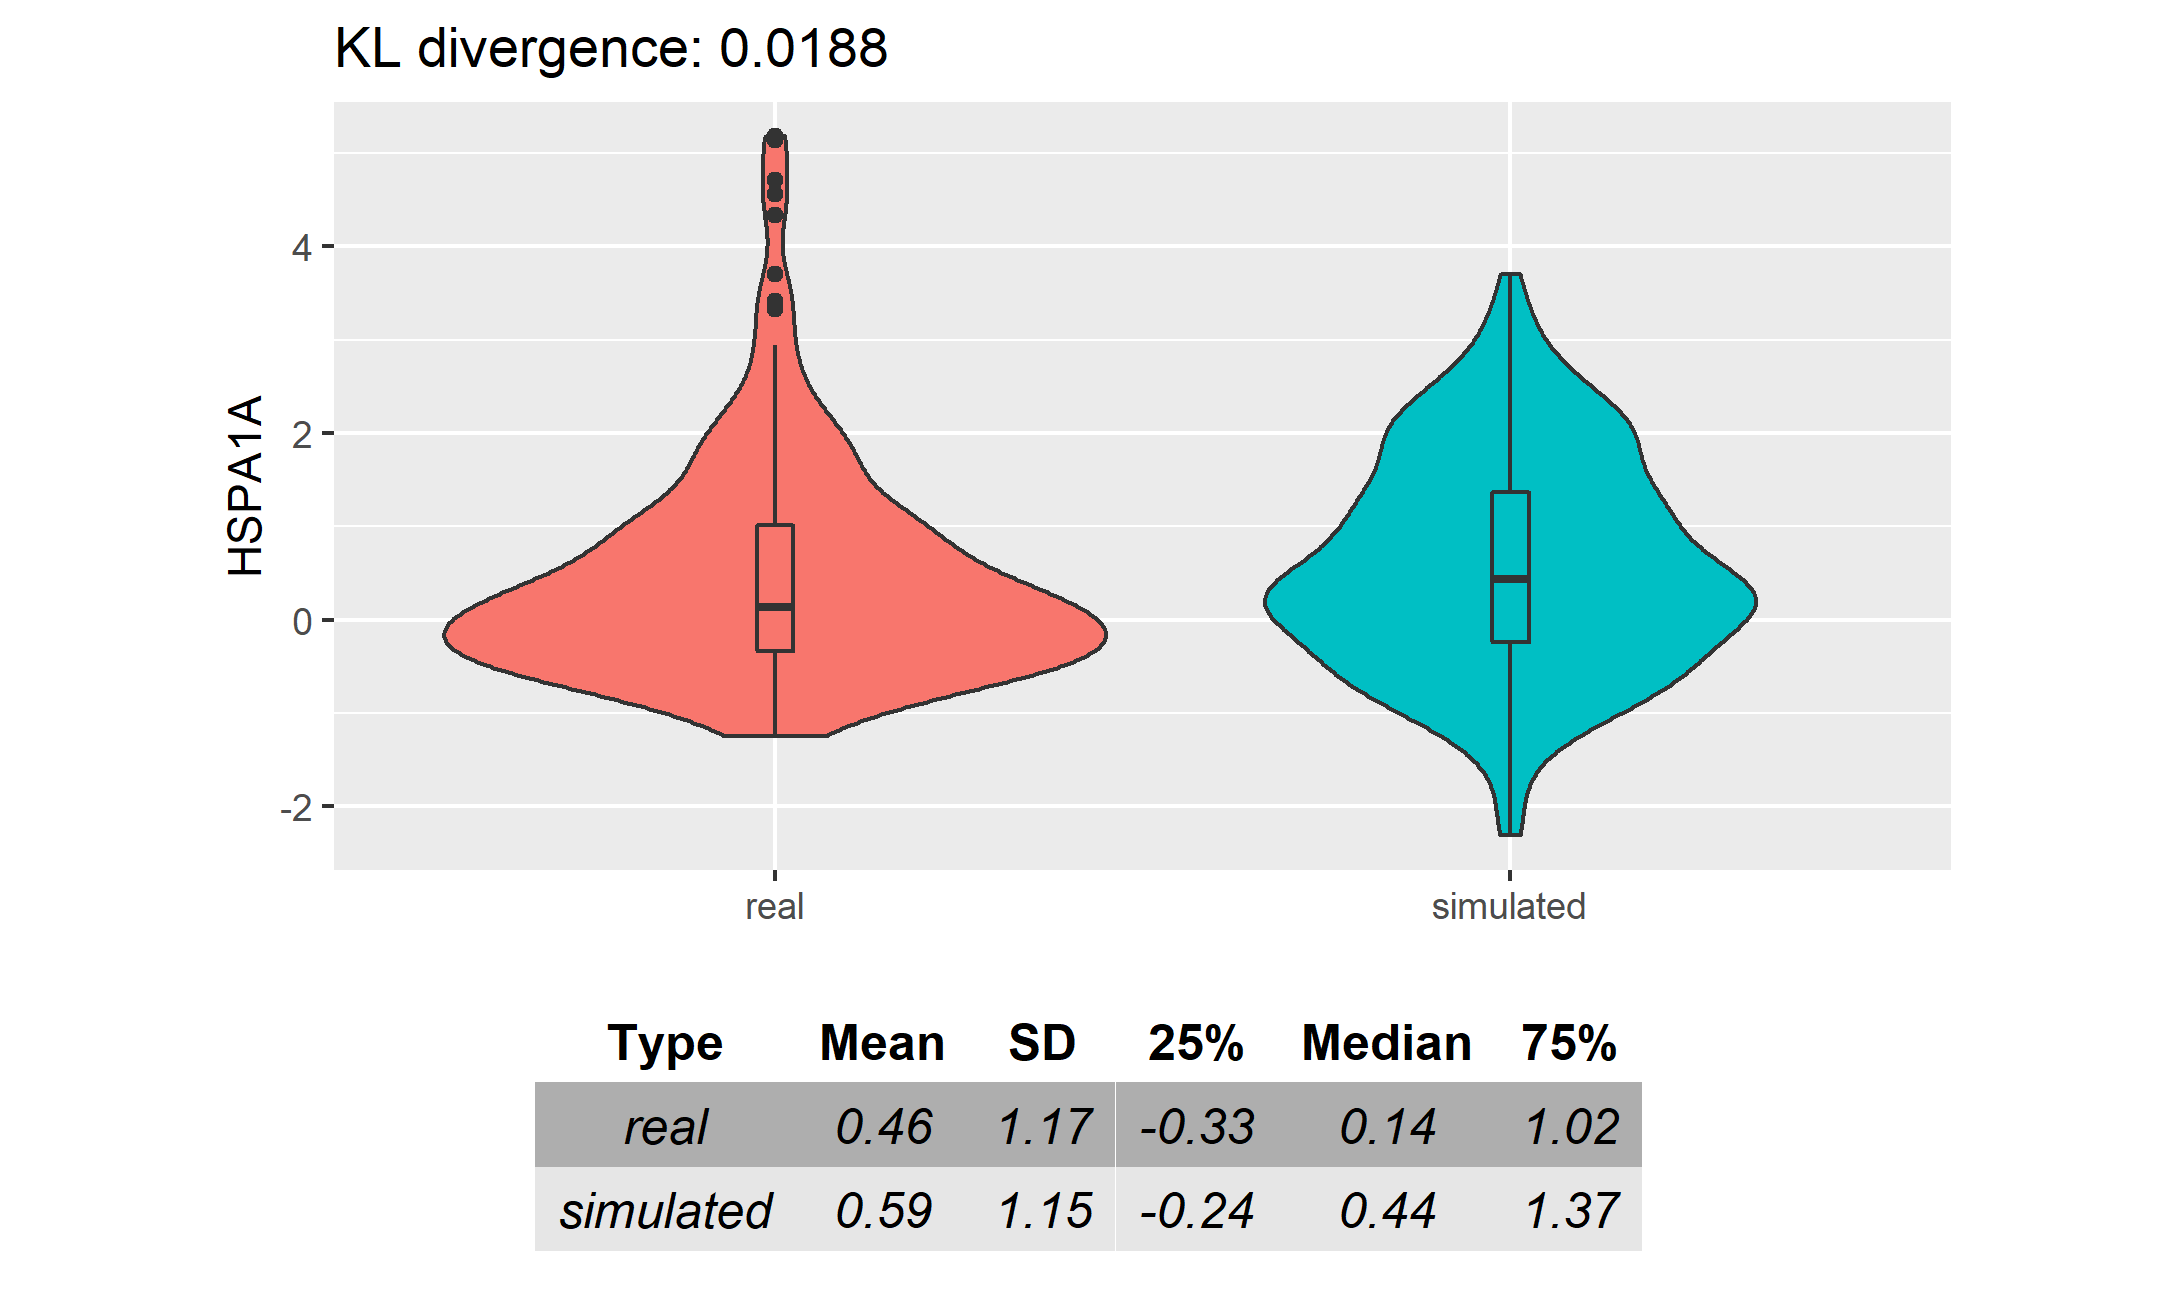 KL divergence: 0.0188
HSPA1A
4
2
0
-2
real simulated
Type Mean SD 25% Median 75%
real 0.46 1.17 -0.33 0.14 1.02
simulated 0.59 1.15 -0.24 0.44 1.37